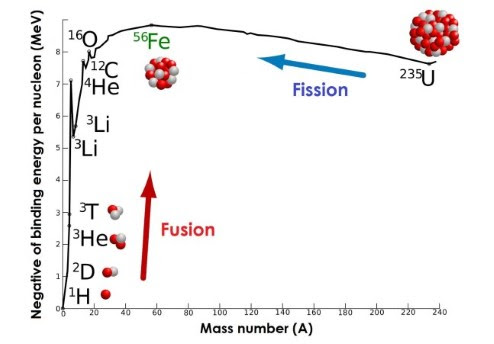 Negative of binding energy per nucleon (MeV)
8
7
6
5
4
3
2
1
0
¹⁶O
⁵⁶Fe
¹²C
⁴He
³Li
³Li
³T
³He
²D
¹H
Fusion
Fission
²³⁵U
0 20 40 60 80 100 120 140 160 180 200 220 240
Mass number (A)